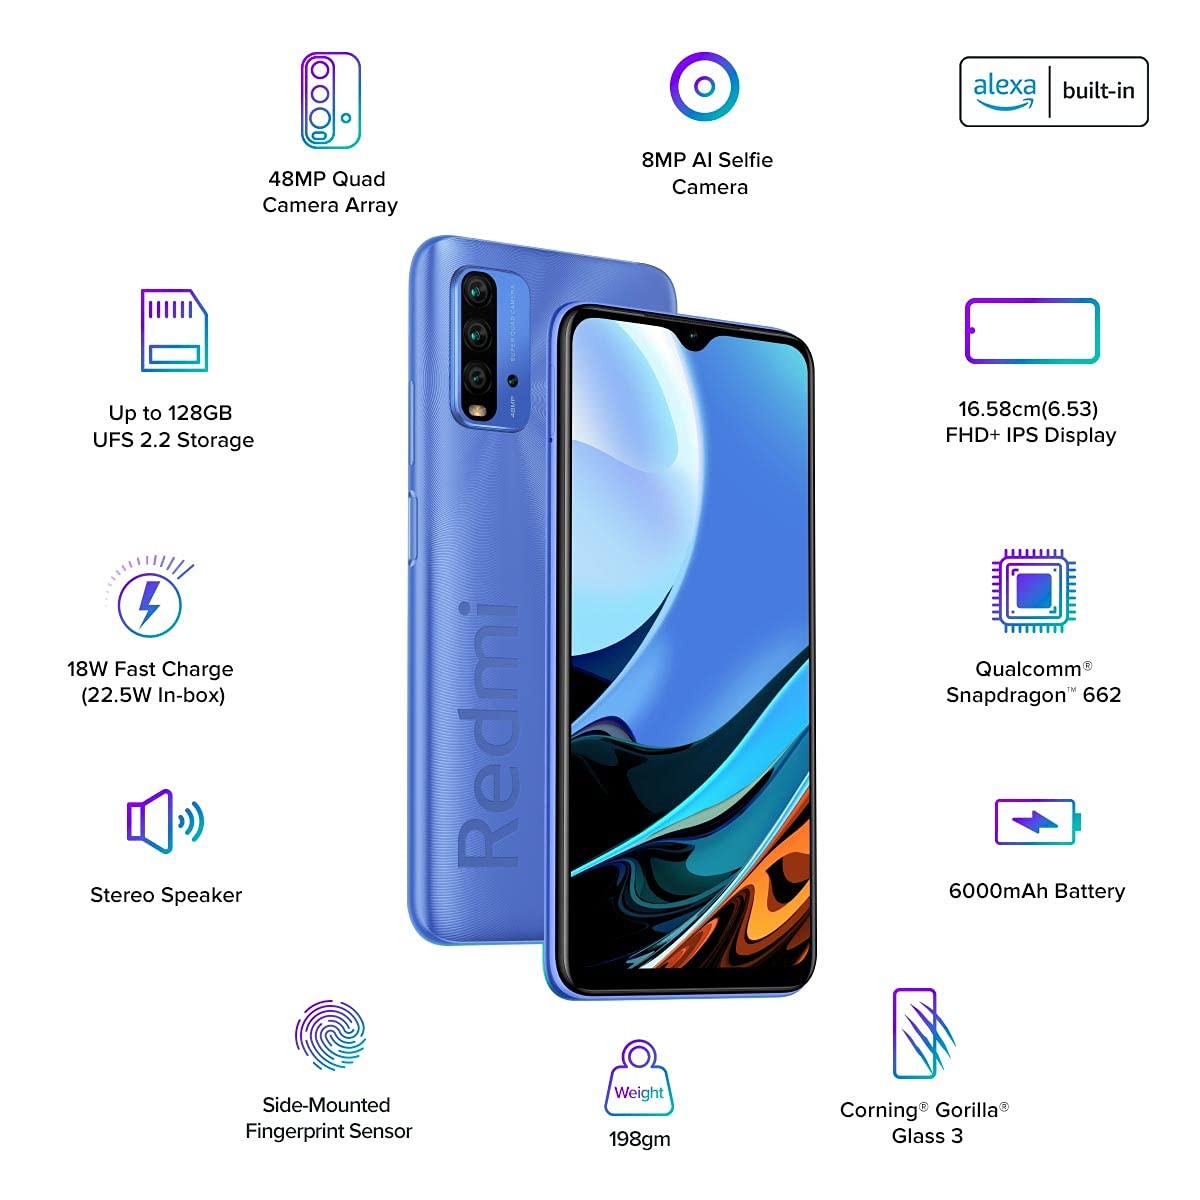 48MP Quad
Camera Array
8MP AI Selfie
Camera
alexa built-in
SUPER QUAD CAMERA
48MP
Up to 128GB
UFS 2.2 Storage
16.58cm(6.53)
FHD+ IPS Display
18W Fast Charge
(22.5W In-box)
Qualcomm®
Snapdragon™ 662
Redmi
Stereo Speaker
6000mAh Battery
Side-Mounted
Fingerprint Sensor
Weight
198gm
Corning® Gorilla®
Glass 3